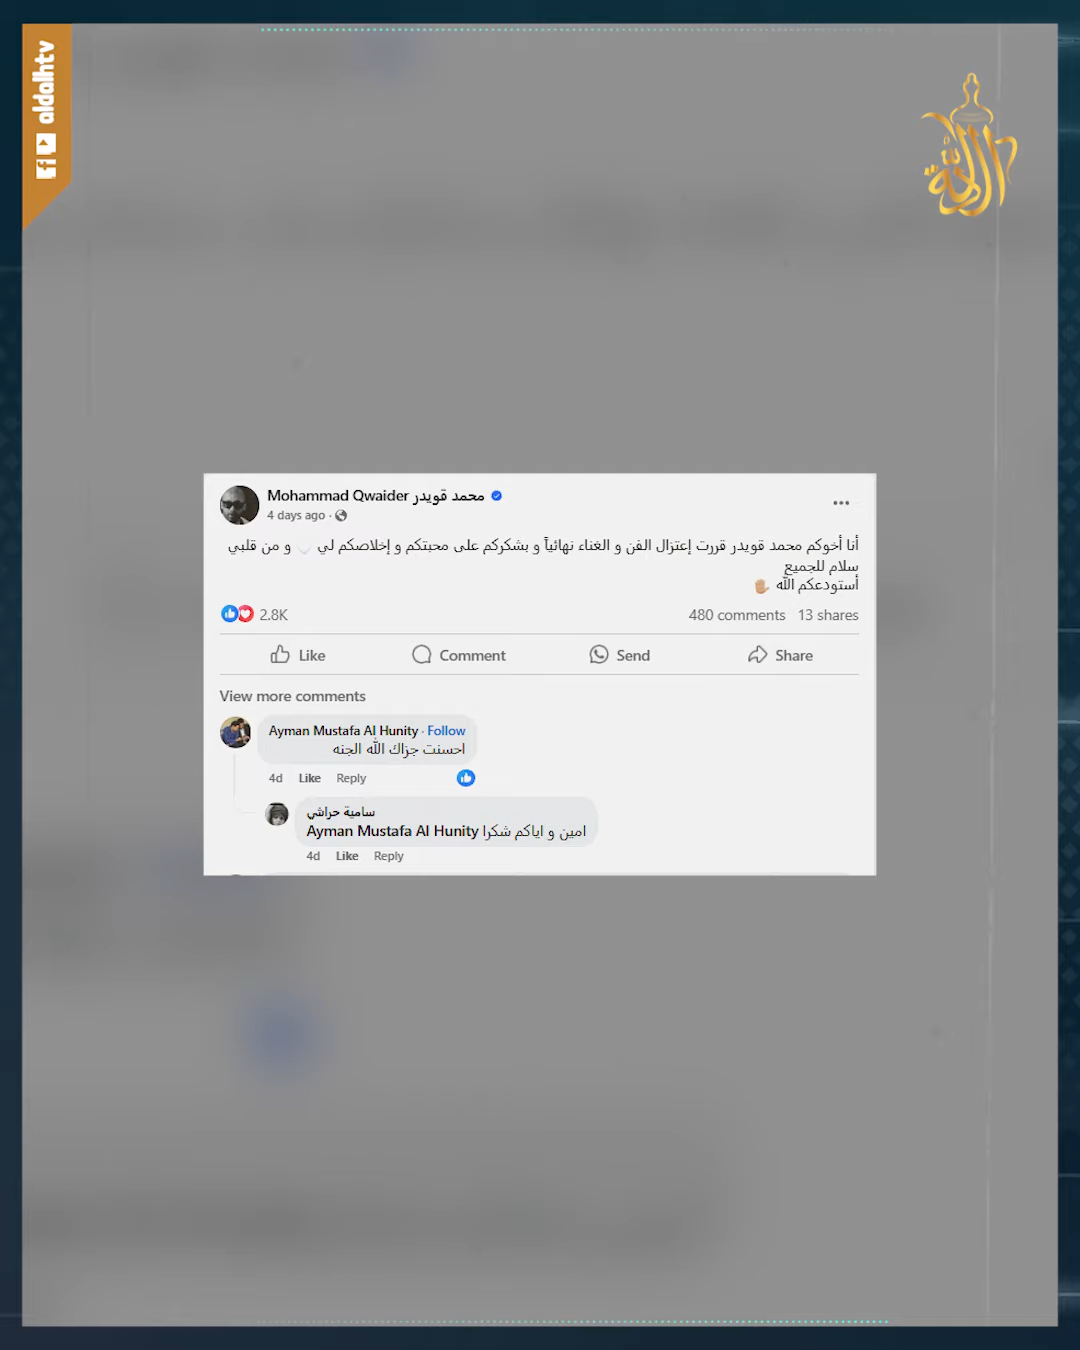 aldalhtv
الدلة
Mohammad Qwaider محمد قويدر
4 days ago ·
أنا أخوكم محمد قويدر قررت إعتزال الفن و الغناء نهائياً و بشكركم على محبتكم و إخلاصكم لي 🤍 و من قلبي
سلام للجميع
أستودعكم الله ✋🏼
2.8K 480 comments 13 shares
Like Comment Send Share
View more comments
Ayman Mustafa Al Hunity · Follow
احسنت جزاك الله الجنه
4d Like Reply
سامية حراشي
Ayman Mustafa Al Hunity امين و اياكم شكرا
4d Like Reply